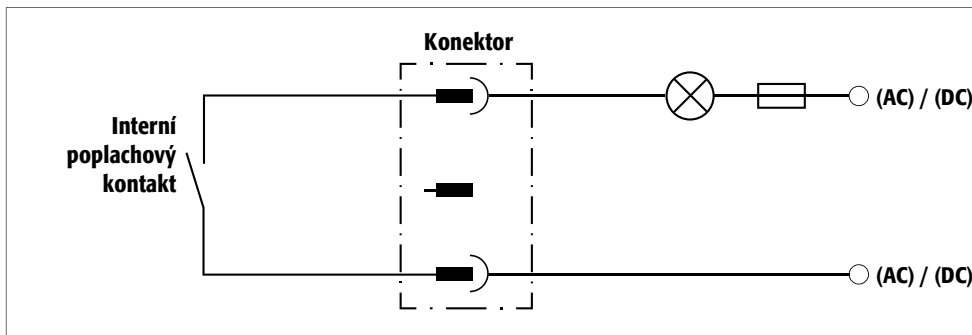 Konektor
(AC) / (DC)
Interní
poplachový
kontakt
(AC) / (DC)